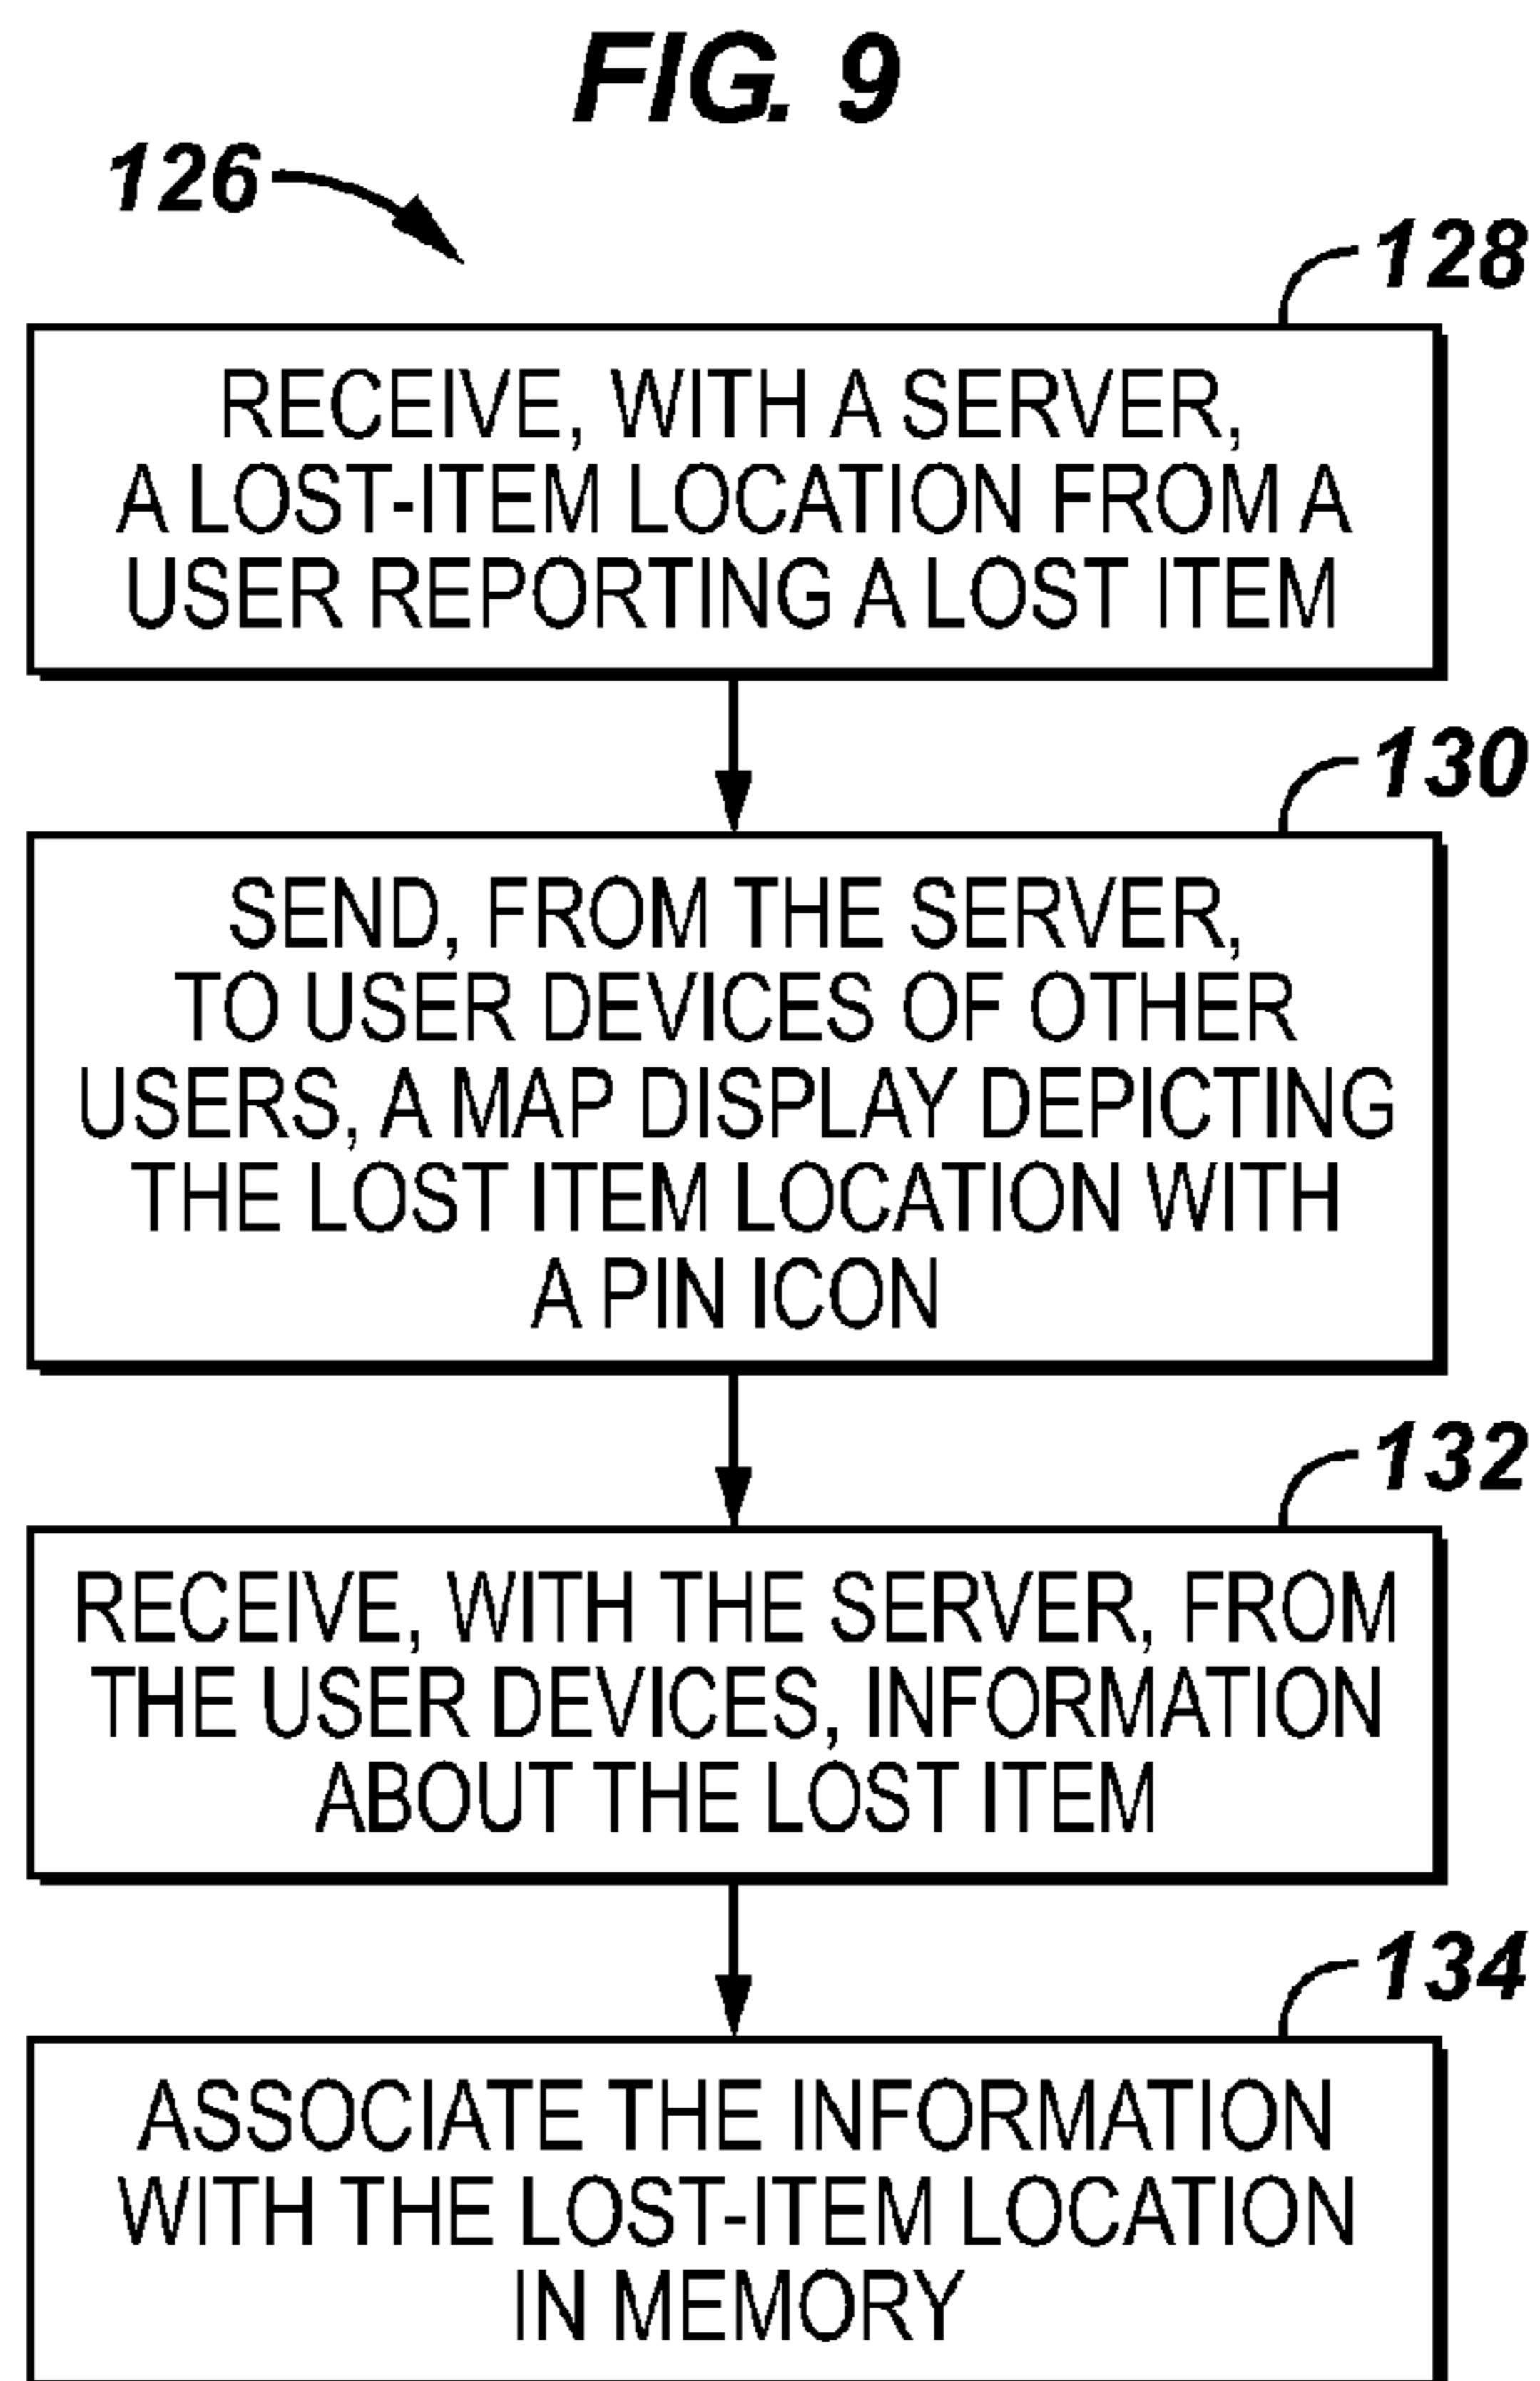 FIG. 9
126
128
RECEIVE, WITH A SERVER,
A LOST-ITEM LOCATION FROM A
USER REPORTING A LOST ITEM
130
SEND, FROM THE SERVER,
TO USER DEVICES OF OTHER
USERS, A MAP DISPLAY DEPICTING
THE LOST ITEM LOCATION WITH
A PIN ICON
132
RECEIVE, WITH THE SERVER, FROM
THE USER DEVICES, INFORMATION
ABOUT THE LOST ITEM
134
ASSOCIATE THE INFORMATION
WITH THE LOST-ITEM LOCATION
IN MEMORY